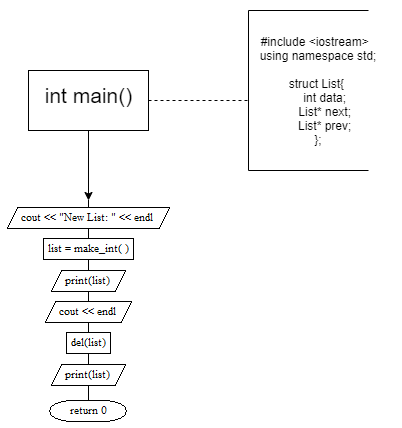 #include <iostream>
using namespace std;
struct List{
int data;
List* next;
List* prev;
};
int main()
cout << "New List: " << endl
list = make_int( )
print(list)
cout << endl
del(list)
print(list)
return 0